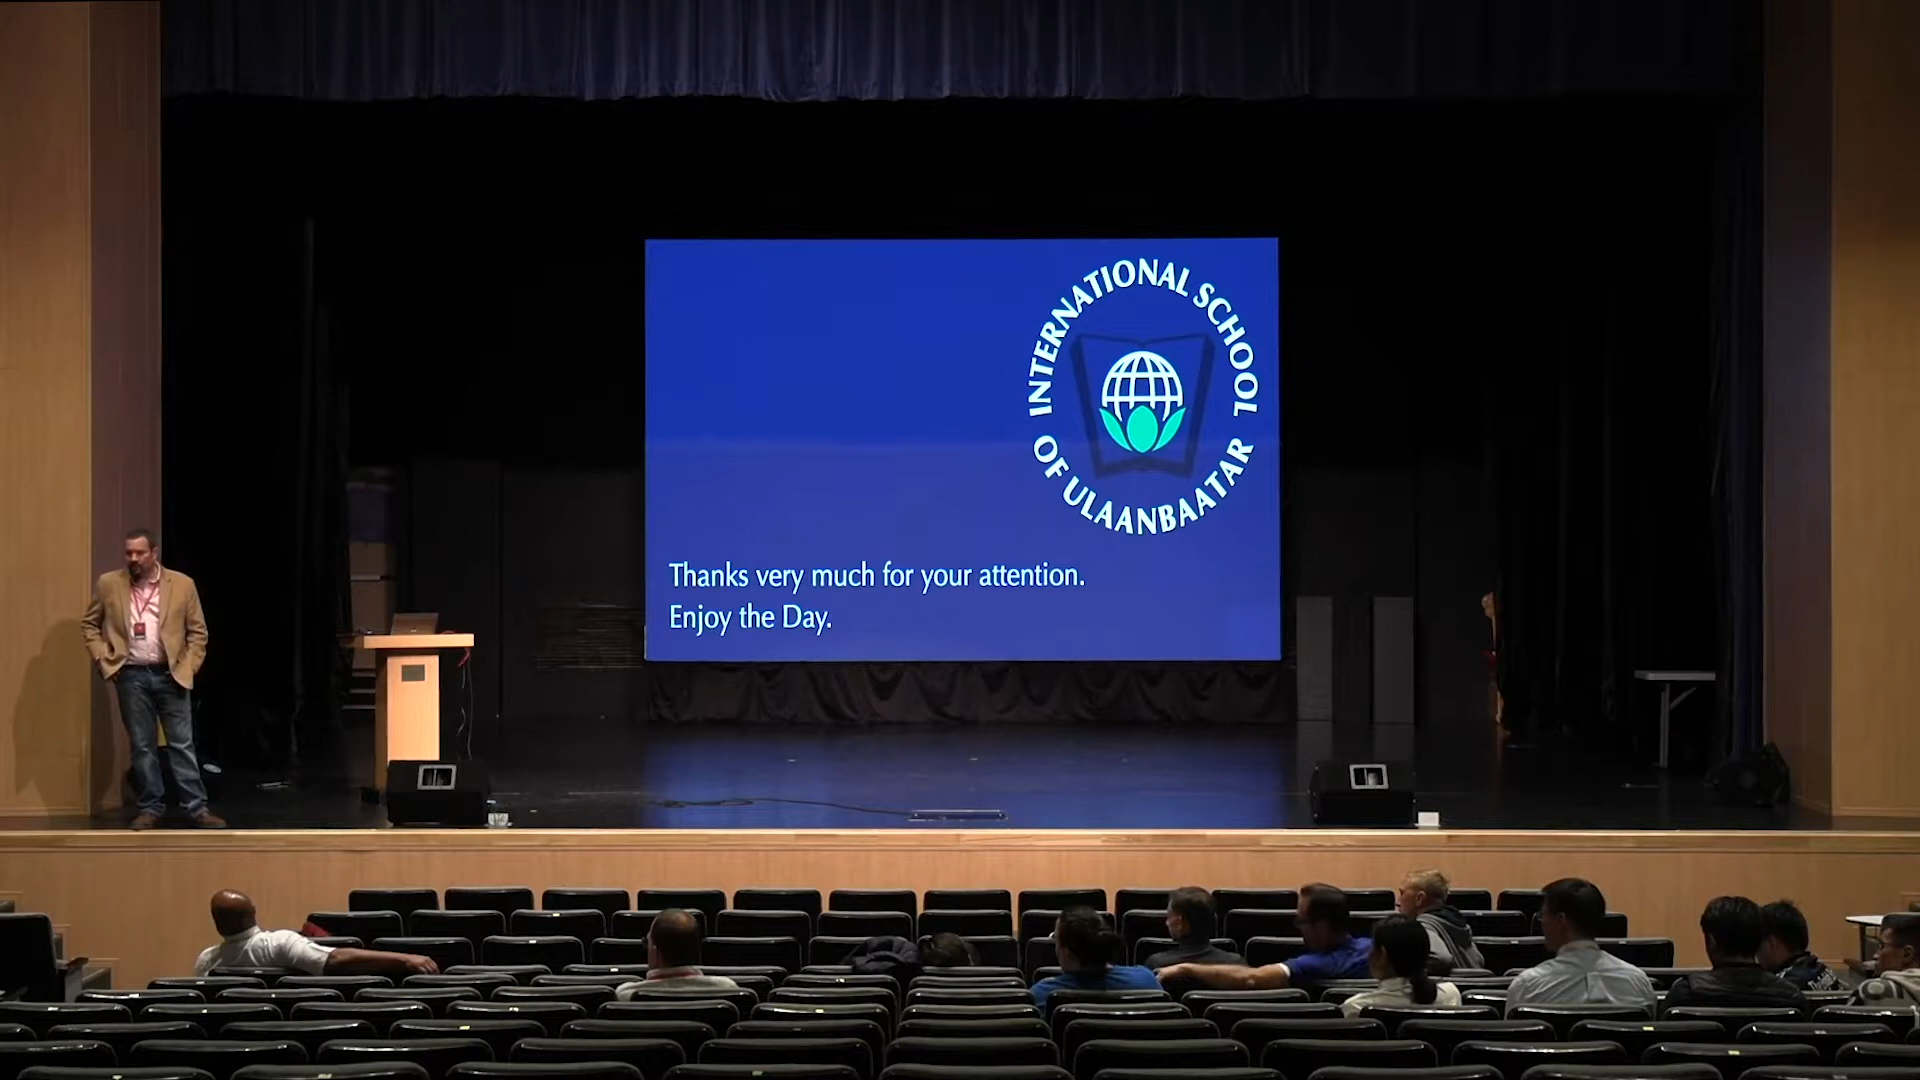 INTERNATIONAL SCHOOL
OF ULAANBAATAR
Thanks very much for your attention.
Enjoy the Day.